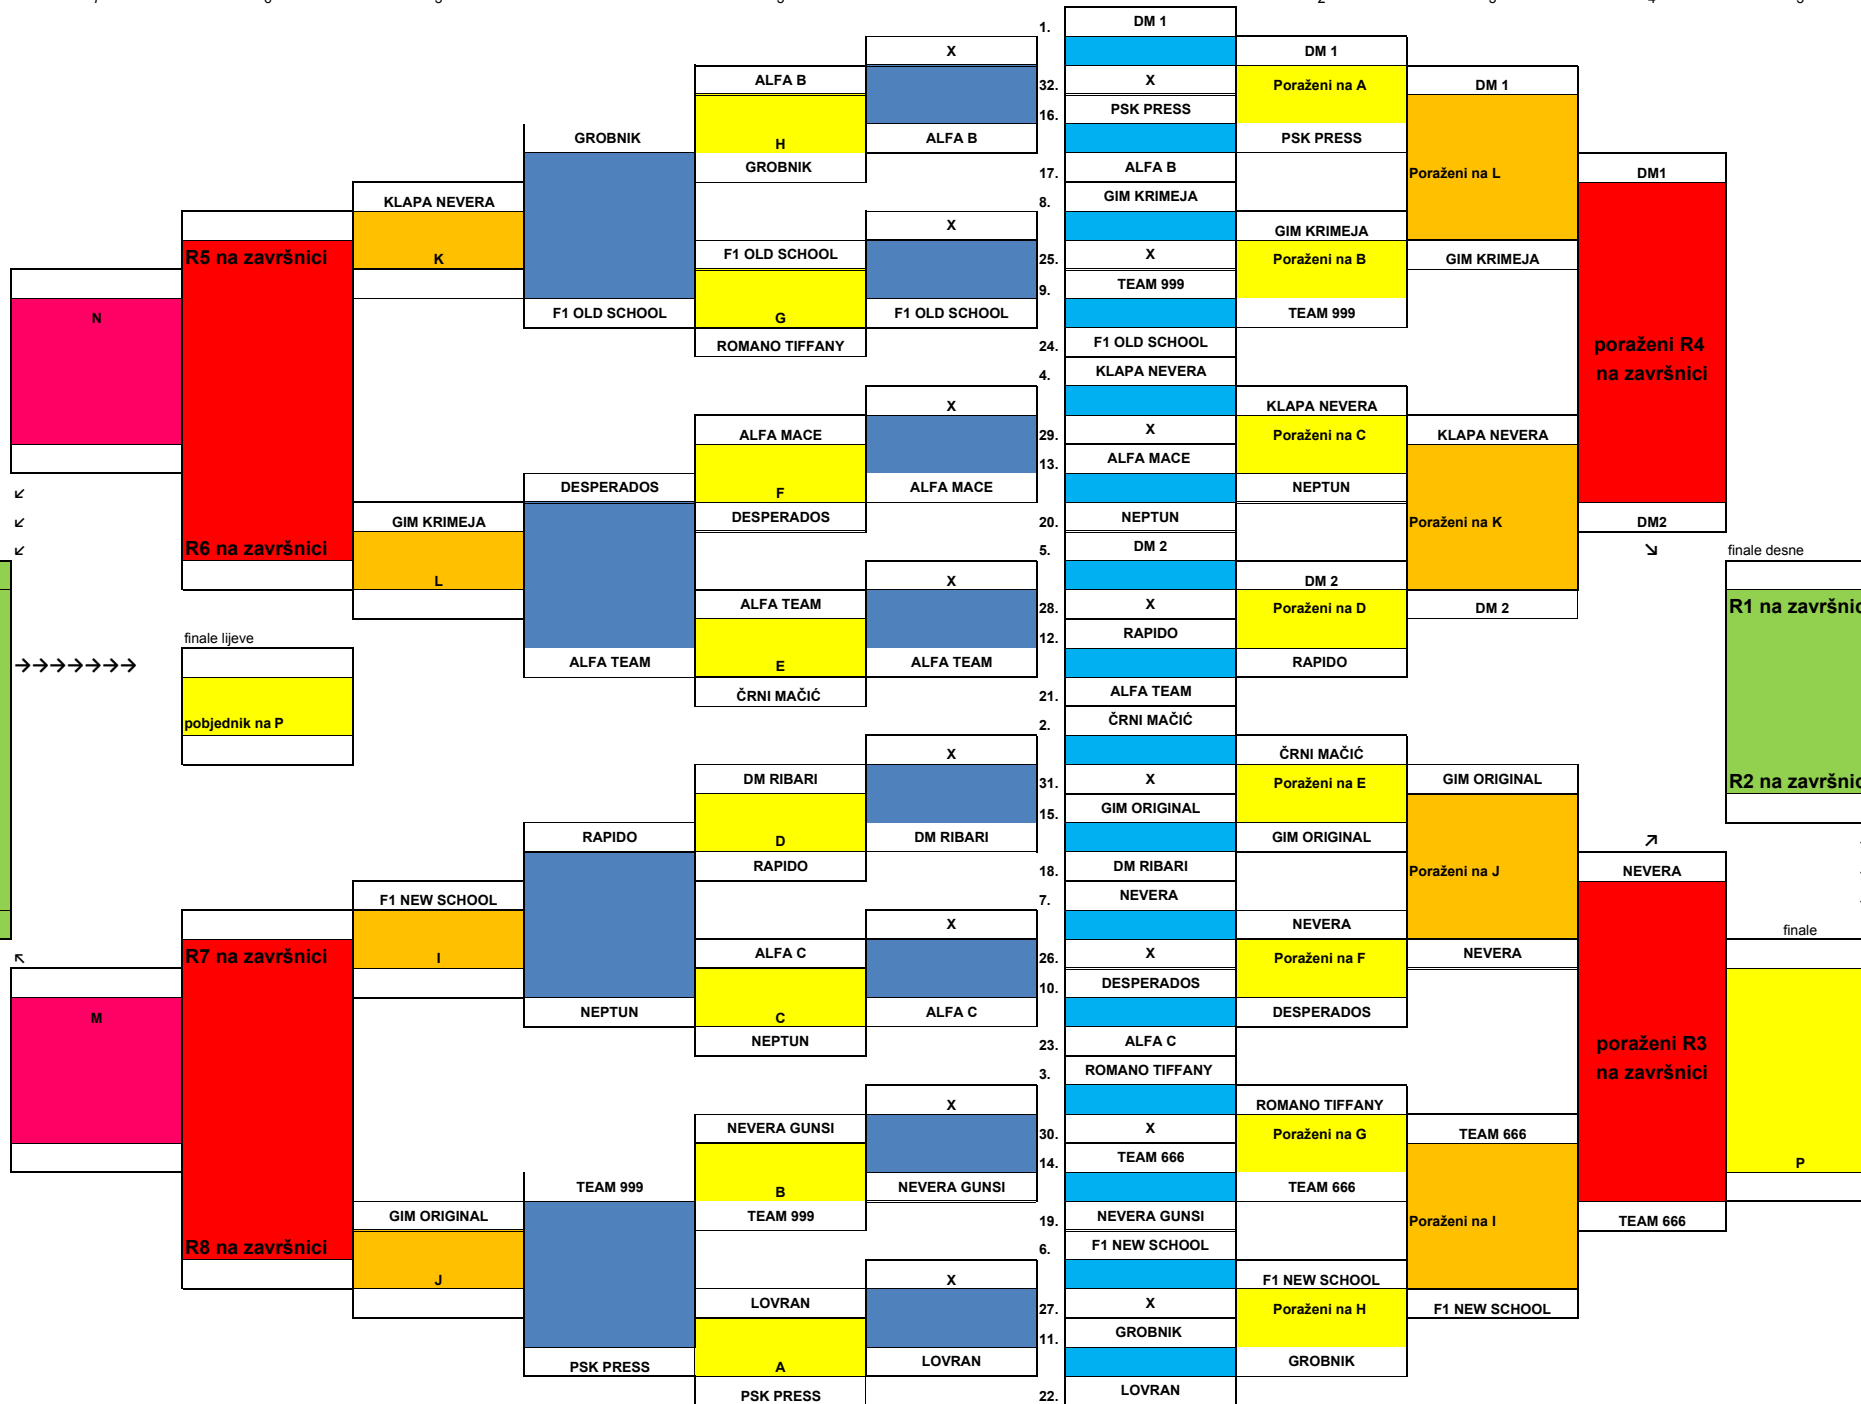 1. DM 1
X DM 1
ALFA B 32. X Poraženi na A DM 1
16. PSK PRESS
GROBNIK H ALFA B PSK PRESS
GROBNIK 17. ALFA B Poraženi na L DM1
KLAPA NEVERA 8. GIM KRIMEJA
X GIM KRIMEJA
R5 na završnici K F1 OLD SCHOOL 25. X Poraženi na B GIM KRIMEJA
9. TEAM 999
N F1 OLD SCHOOL G F1 OLD SCHOOL TEAM 999
ROMANO TIFFANY 24. F1 OLD SCHOOL poraženi R4
4. KLAPA NEVERA na završnici
X KLAPA NEVERA
ALFA MACE 29. X Poraženi na C KLAPA NEVERA
13. ALFA MACE
↙ DESPERADOS F ALFA MACE NEPTUN
↙ GIM KRIMEJA DESPERADOS 20. NEPTUN Poraženi na K DM2
↙ R6 na završnici 5. DM 2 ↘ finale desne
L X DM 2
ALFA TEAM 28. X Poraženi na D DM 2 R1 na završnic
finale lijeve 12. RAPIDO
→→→→→→→ ALFA TEAM E ALFA TEAM RAPIDO
ČRNI MAČIĆ 21. ALFA TEAM
pobjednik na P 2. ČRNI MAČIĆ
X ČRNI MAČIĆ
DM RIBARI 31. X Poraženi na E GIM ORIGINAL R2 na završnic
15. GIM ORIGINAL
RAPIDO D DM RIBARI GIM ORIGINAL ↗
RAPIDO 18. DM RIBARI Poraženi na J NEVERA
F1 NEW SCHOOL 7. NEVERA
X NEVERA finale
↖ R7 na završnici I ALFA C 26. X Poraženi na F NEVERA
10. DESPERADOS
M NEPTUN C ALFA C DESPERADOS
NEPTUN 23. ALFA C poraženi R3
3. ROMANO TIFFANY na završnici
X ROMANO TIFFANY
NEVERA GUNSI 30. X Poraženi na G TEAM 666
14. TEAM 666 P
TEAM 999 B NEVERA GUNSI TEAM 666
GIM ORIGINAL TEAM 999 19. NEVERA GUNSI Poraženi na I TEAM 666
R8 na završnici 6. F1 NEW SCHOOL
J X F1 NEW SCHOOL
LOVRAN 27. X Poraženi na H F1 NEW SCHOOL
11. GROBNIK
PSK PRESS A LOVRAN GROBNIK
PSK PRESS 22. LOVRAN